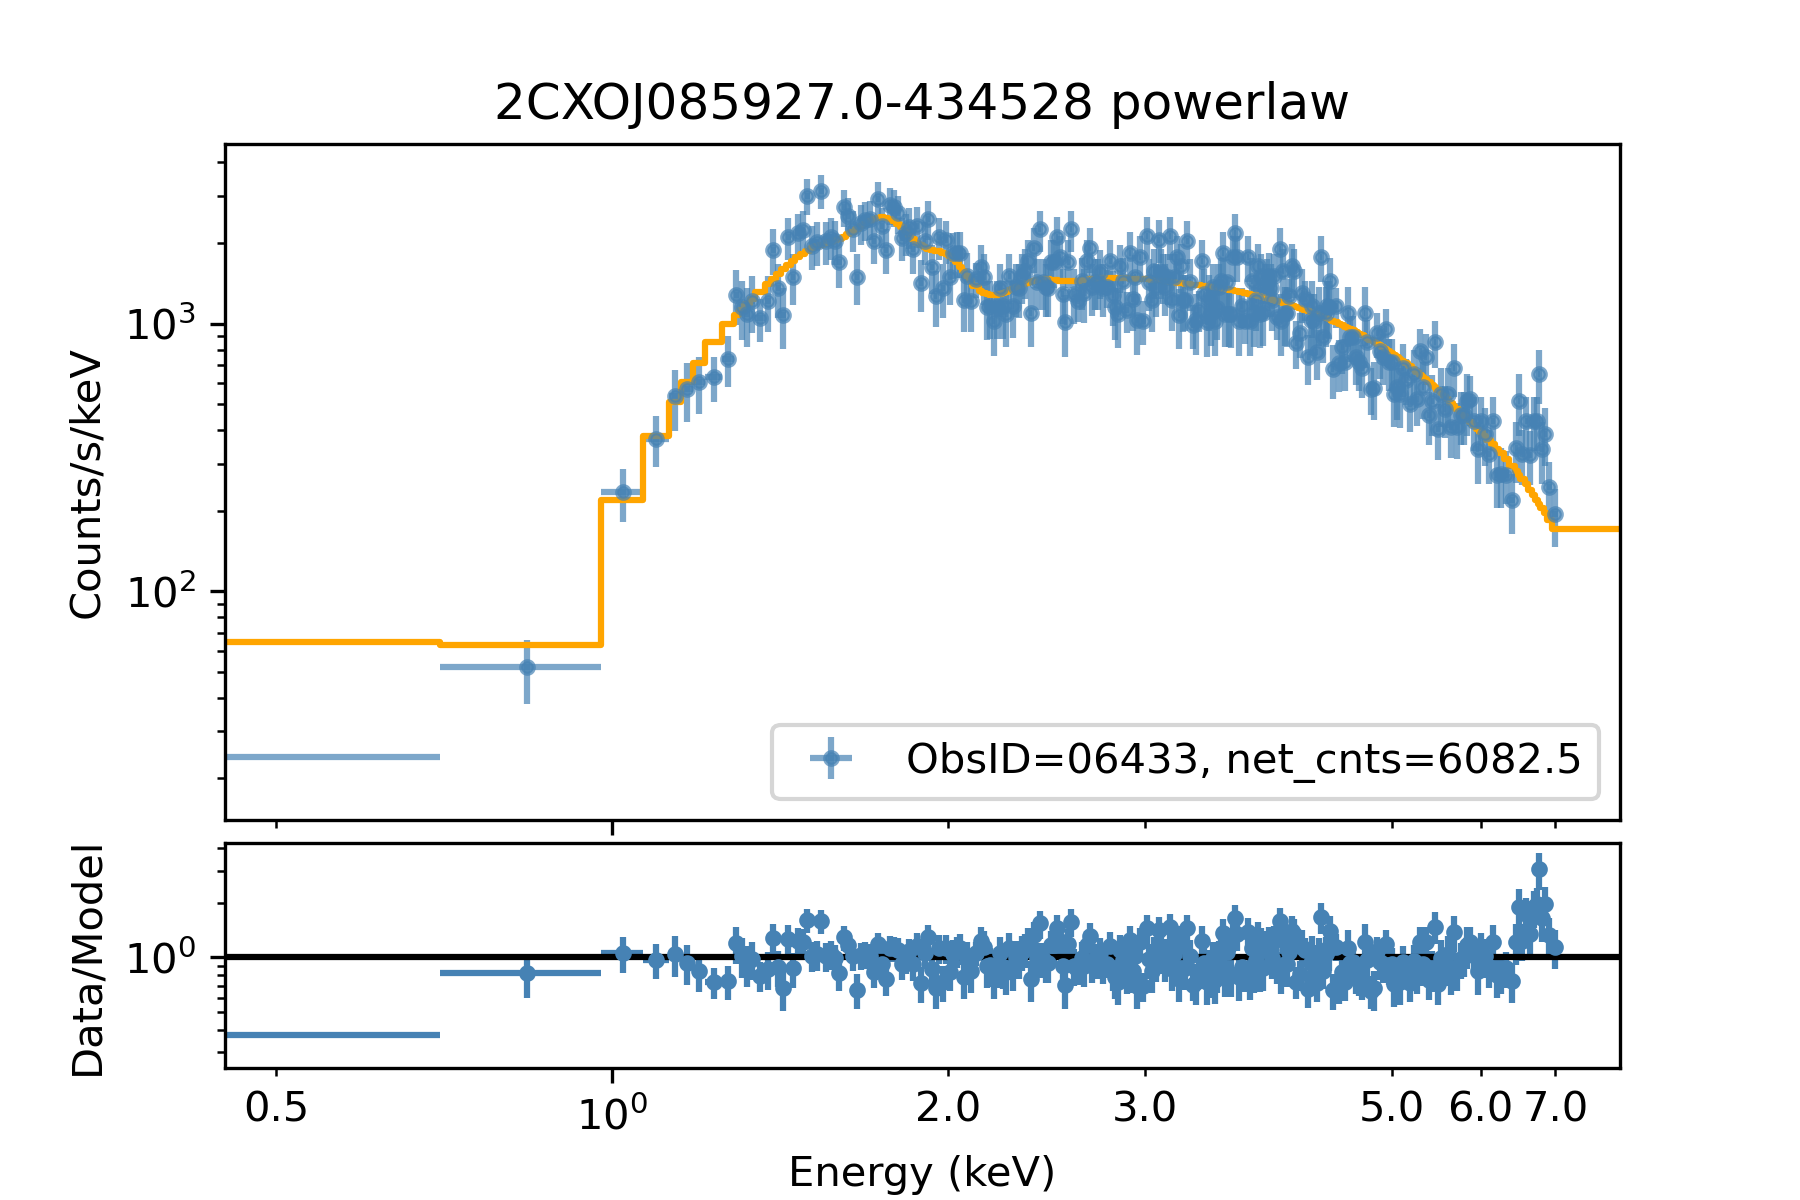 2CXOJ085927.0-434528 powerlaw
Counts/s/keV
10³
10²
ObsID=06433, net_cnts=6082.5
Data/Model
10⁰
0.5 10⁰ 2.0 3.0 5.0 6.0 7.0
Energy (keV)